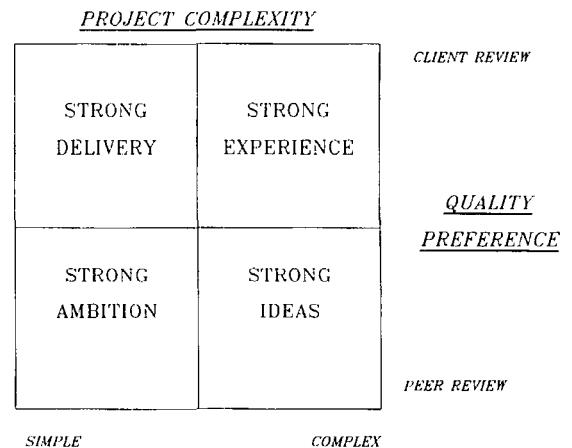 PROJECT COMPLEXITY
CLIENT REVIEW
STRONG
DELIVERY
STRONG
EXPERIENCE
QUALITY
PREFERENCE
STRONG
AMBITION
STRONG
IDEAS
PEER REVIEW
SIMPLE
COMPLEX